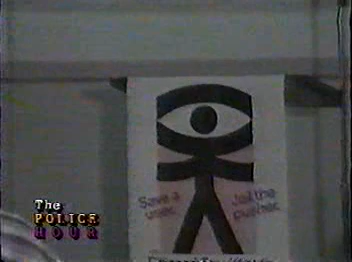 Save a
user.
Jail the
pusher.
The
POLICE
HOUR